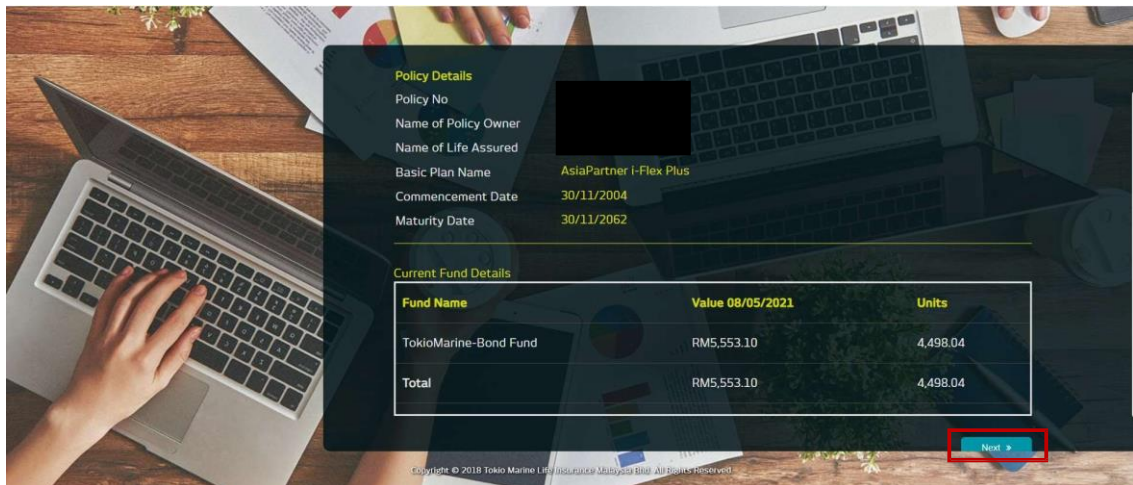 Policy Details
Policy No
Name of Policy Owner
Name of Life Assured
Basic Plan Name AsiaPartner i-Flex Plus
Commencement Date 30/11/2004
Maturity Date 30/11/2062
Current Fund Details
Fund Name Value 08/05/2021 Units
TokioMarine-Bond Fund RM5,553.10 4,498.04
Total RM5,553.10 4,498.04
Next »
Copyright © 2018 Tokio Marine Life Insurance Malaysia Bhd. All Rights Reserved.